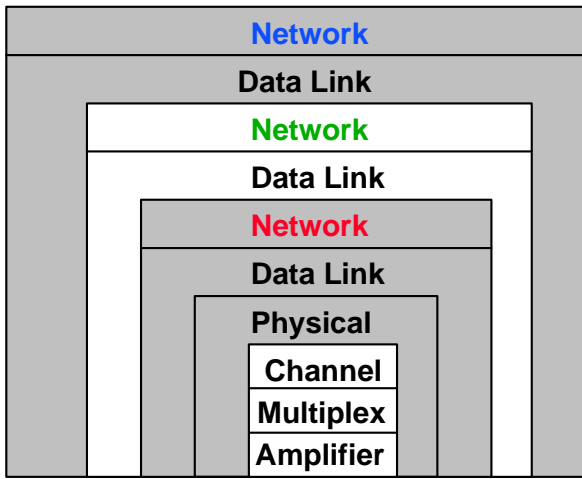 Network
Data Link
Network
Data Link
Network
Data Link
Physical
Channel
Multiplex
Amplifier